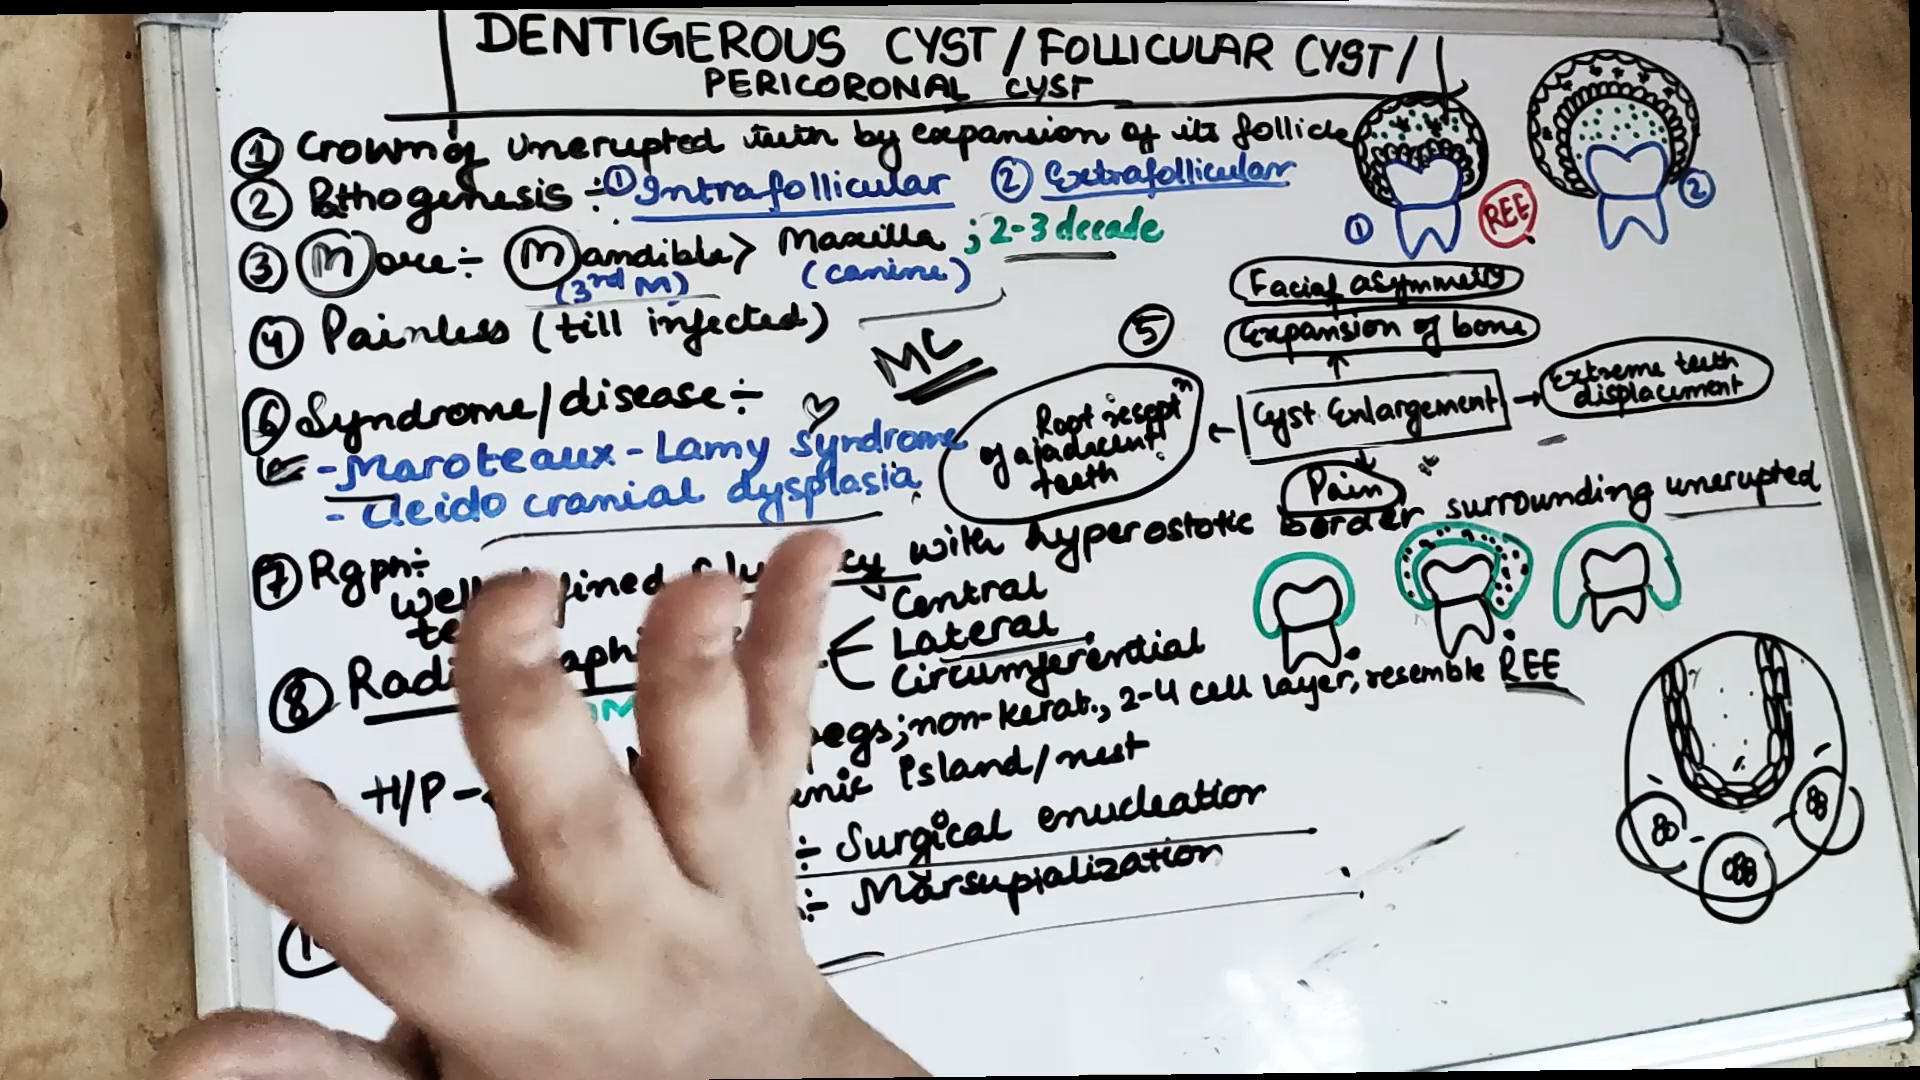 DENTIGEROUS CYST / FOLLICULAR CYST /
PERICORONAL CYST
① Crown of unerupted teeth by expansion of its follicle
② Pathogenesis ÷ ① Intrafollicular ② Extrafollicular
③ More ÷ Mandible > Maxilla ; 2-3 decade
(3rd M) (canine)
④ Painless (till infected)
MC
⑥ Syndrome/disease ÷
- Maroteaux - Lamy syndrome
- Cleido cranial dysplasia
① REE ②
⑤
Facial asymmetry
Expansion of bone
Cyst Enlargement
Extreme teeth
displacement
Root resept n
of ajadacent
teeth
Pain
⑦ Rgph ÷
with hyperostotic border surrounding unerupted
⑧
Central
Lateral
Circumferential
pegs; non-kerat., 2-4 cell layer, resemble REE
H/P - Island/nest
÷ Surgical enucleation
÷ Marsupialization